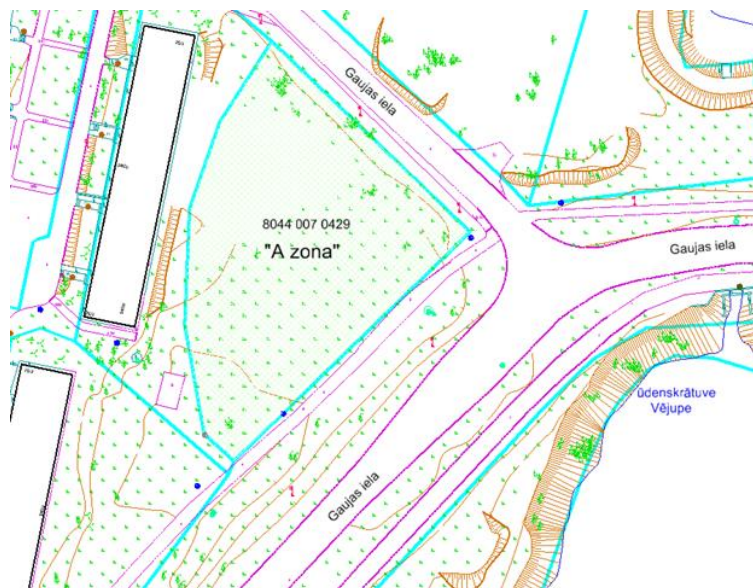 Gaujas iela
8044 007 0429
"A zona"
Gaujas iela
ūdenskrātuve
Vējupe
Gaujas iela